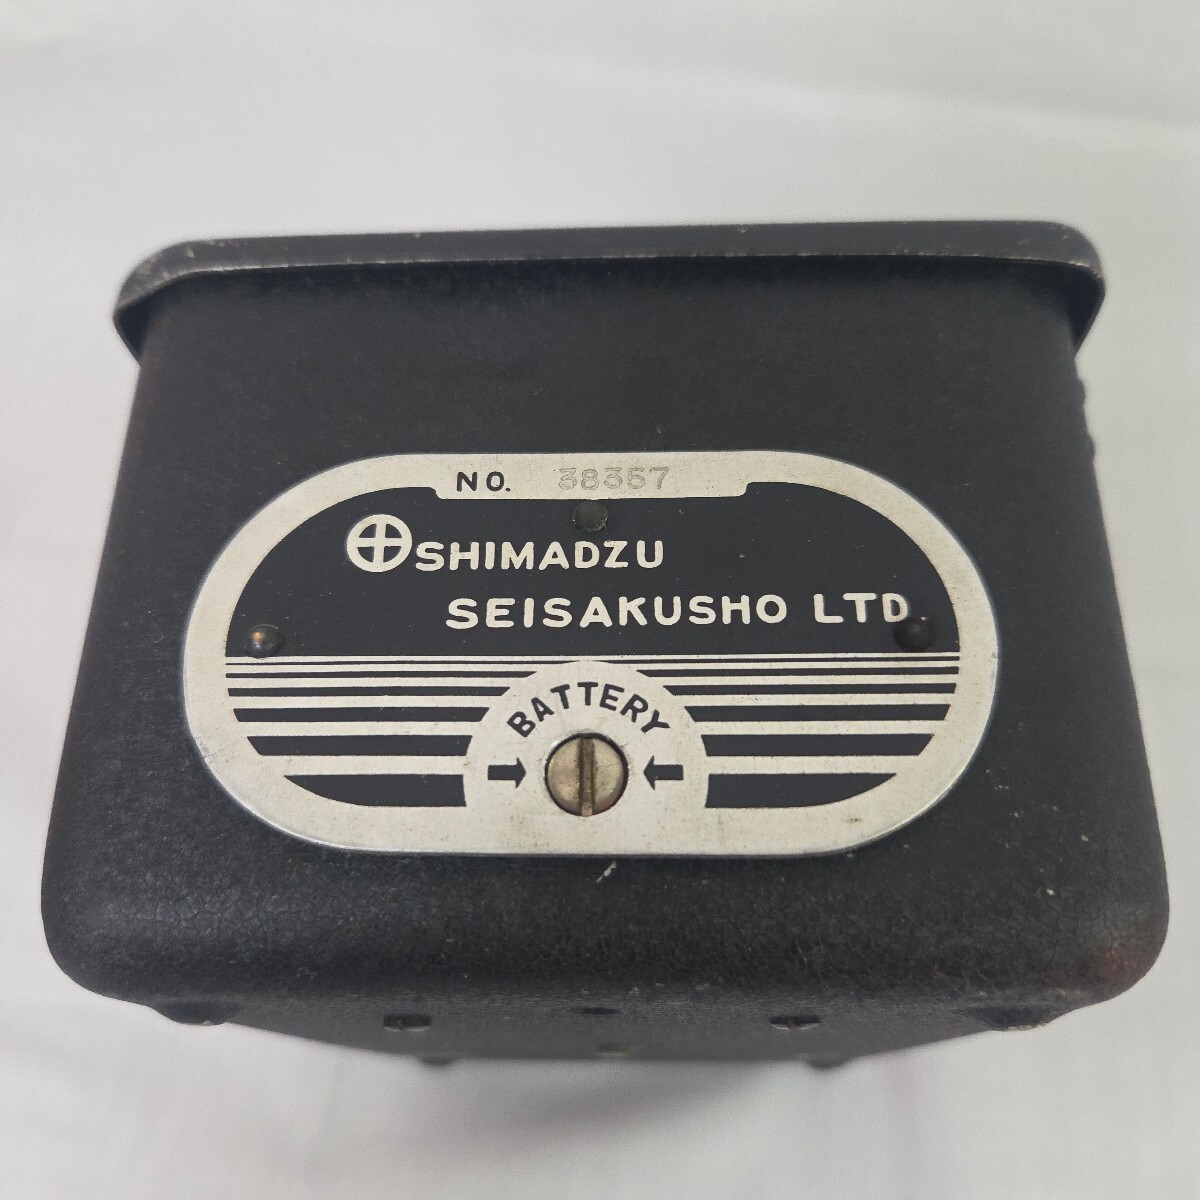 NO. 38357
SHIMADZU
SEISAKUSHO LTD
BATTERY